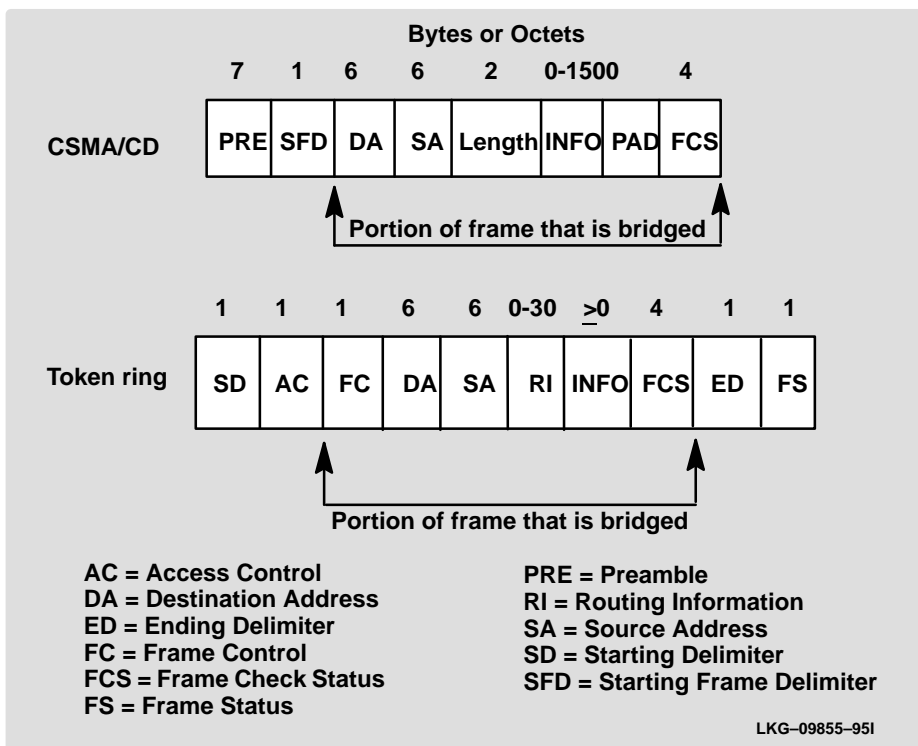 Bytes or Octets
7 1 6 6 2 0-1500 4
CSMA/CD
PRE SFD DA SA Length INFO PAD FCS
Portion of frame that is bridged
1 1 1 6 6 0-30 ≥0 4 1 1
Token ring
SD AC FC DA SA RI INFO FCS ED FS
Portion of frame that is bridged
AC = Access Control
DA = Destination Address
ED = Ending Delimiter
FC = Frame Control
FCS = Frame Check Status
FS = Frame Status
PRE = Preamble
RI = Routing Information
SA = Source Address
SD = Starting Delimiter
SFD = Starting Frame Delimiter
LKG–09855–95I